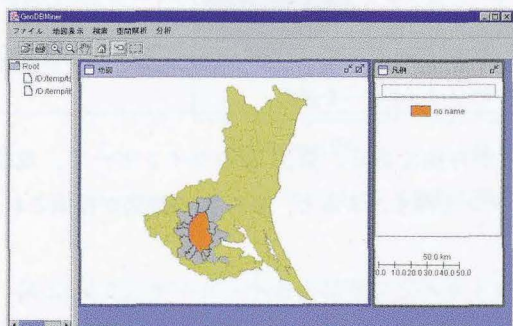 GeoDBMiner
ファイル 地図表示 検索 空間解析 分析
Root
/D:/temp/ts
/D:/temp/it
地図
凡例
no name
50.0 km
0.0 10.0 20.0 30.0 40.0 50.0